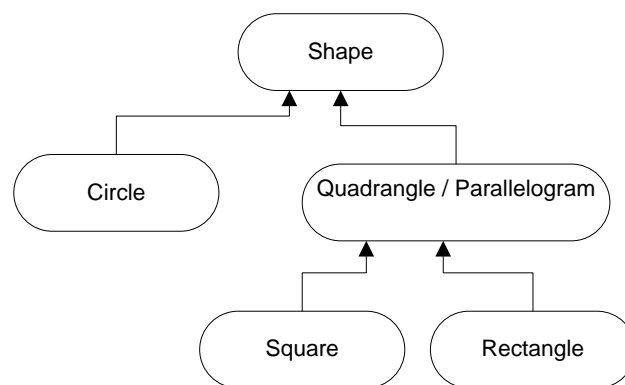 Shape
Circle
Quadrangle / Parallelogram
Square
Rectangle